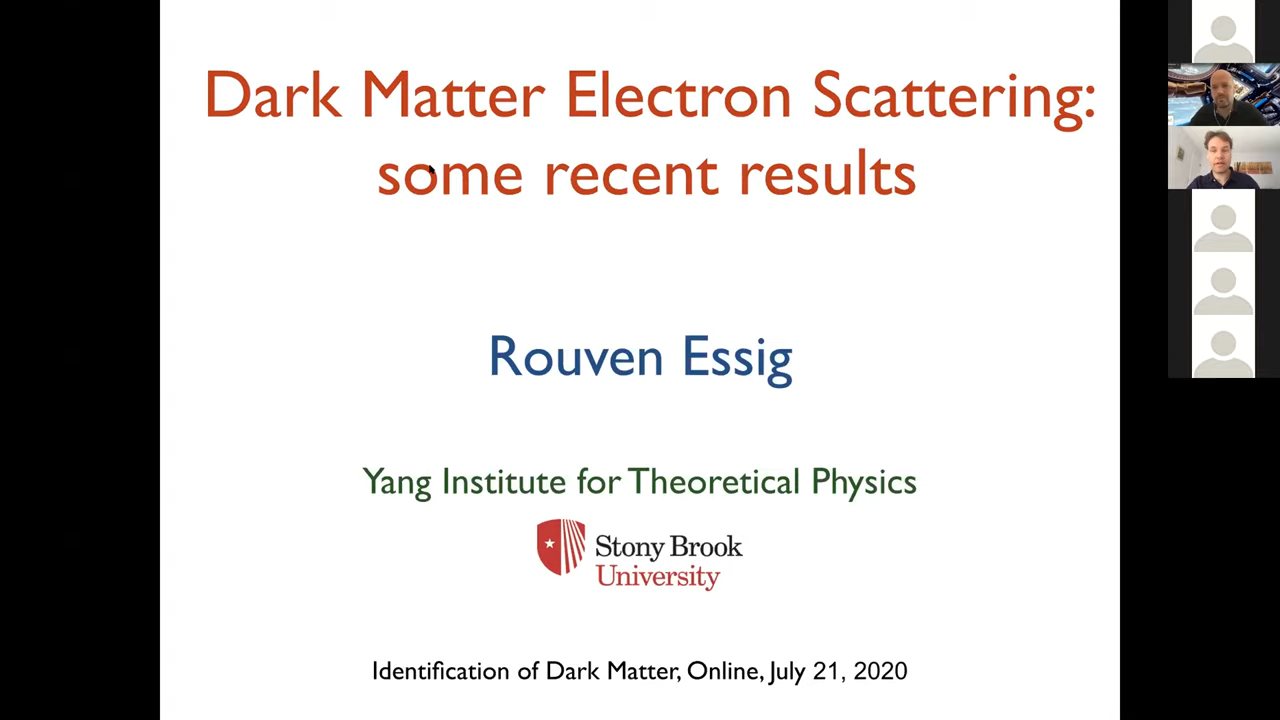 Dark Matter Electron Scattering:
some recent results
Rouven Essig
Yang Institute for Theoretical Physics
Stony Brook
University
Identification of Dark Matter, Online, July 21, 2020